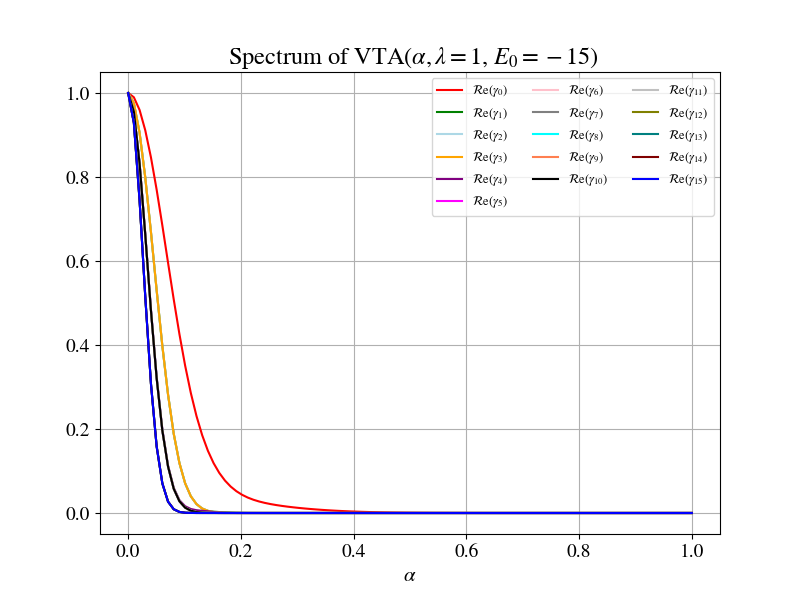 Spectrum of VTA(α, λ = 1, E₀ = −15)
1.0
0.8
0.6
0.4
0.2
0.0
ℛe(γ₀)
ℛe(γ₁)
ℛe(γ₂)
ℛe(γ₃)
ℛe(γ₄)
ℛe(γ₅)
ℛe(γ₆)
ℛe(γ₇)
ℛe(γ₈)
ℛe(γ₉)
ℛe(γ₁₀)
ℛe(γ₁₁)
ℛe(γ₁₂)
ℛe(γ₁₃)
ℛe(γ₁₄)
ℛe(γ₁₅)
0.0 0.2 0.4 0.6 0.8 1.0
α